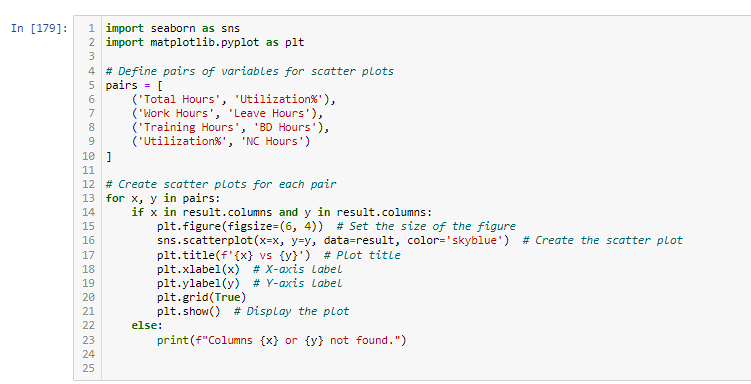 In [179]:
1 import seaborn as sns
2 import matplotlib.pyplot as plt
3
4 # Define pairs of variables for scatter plots
5 pairs = [
6     ('Total Hours', 'Utilization%'),
7     ('Work Hours', 'Leave Hours'),
8     ('Training Hours', 'BD Hours'),
9     ('Utilization%', 'NC Hours')
10 ]
11
12 # Create scatter plots for each pair
13 for x, y in pairs:
14     if x in result.columns and y in result.columns:
15         plt.figure(figsize=(6, 4))  # Set the size of the figure
16         sns.scatterplot(x=x, y=y, data=result, color='skyblue')  # Create the scatter plot
17         plt.title(f'{x} vs {y}')  # Plot title
18         plt.xlabel(x)  # X-axis label
19         plt.ylabel(y)  # Y-axis label
20         plt.grid(True)
21         plt.show()  # Display the plot
22     else:
23         print(f"Columns {x} or {y} not found.")
24
25